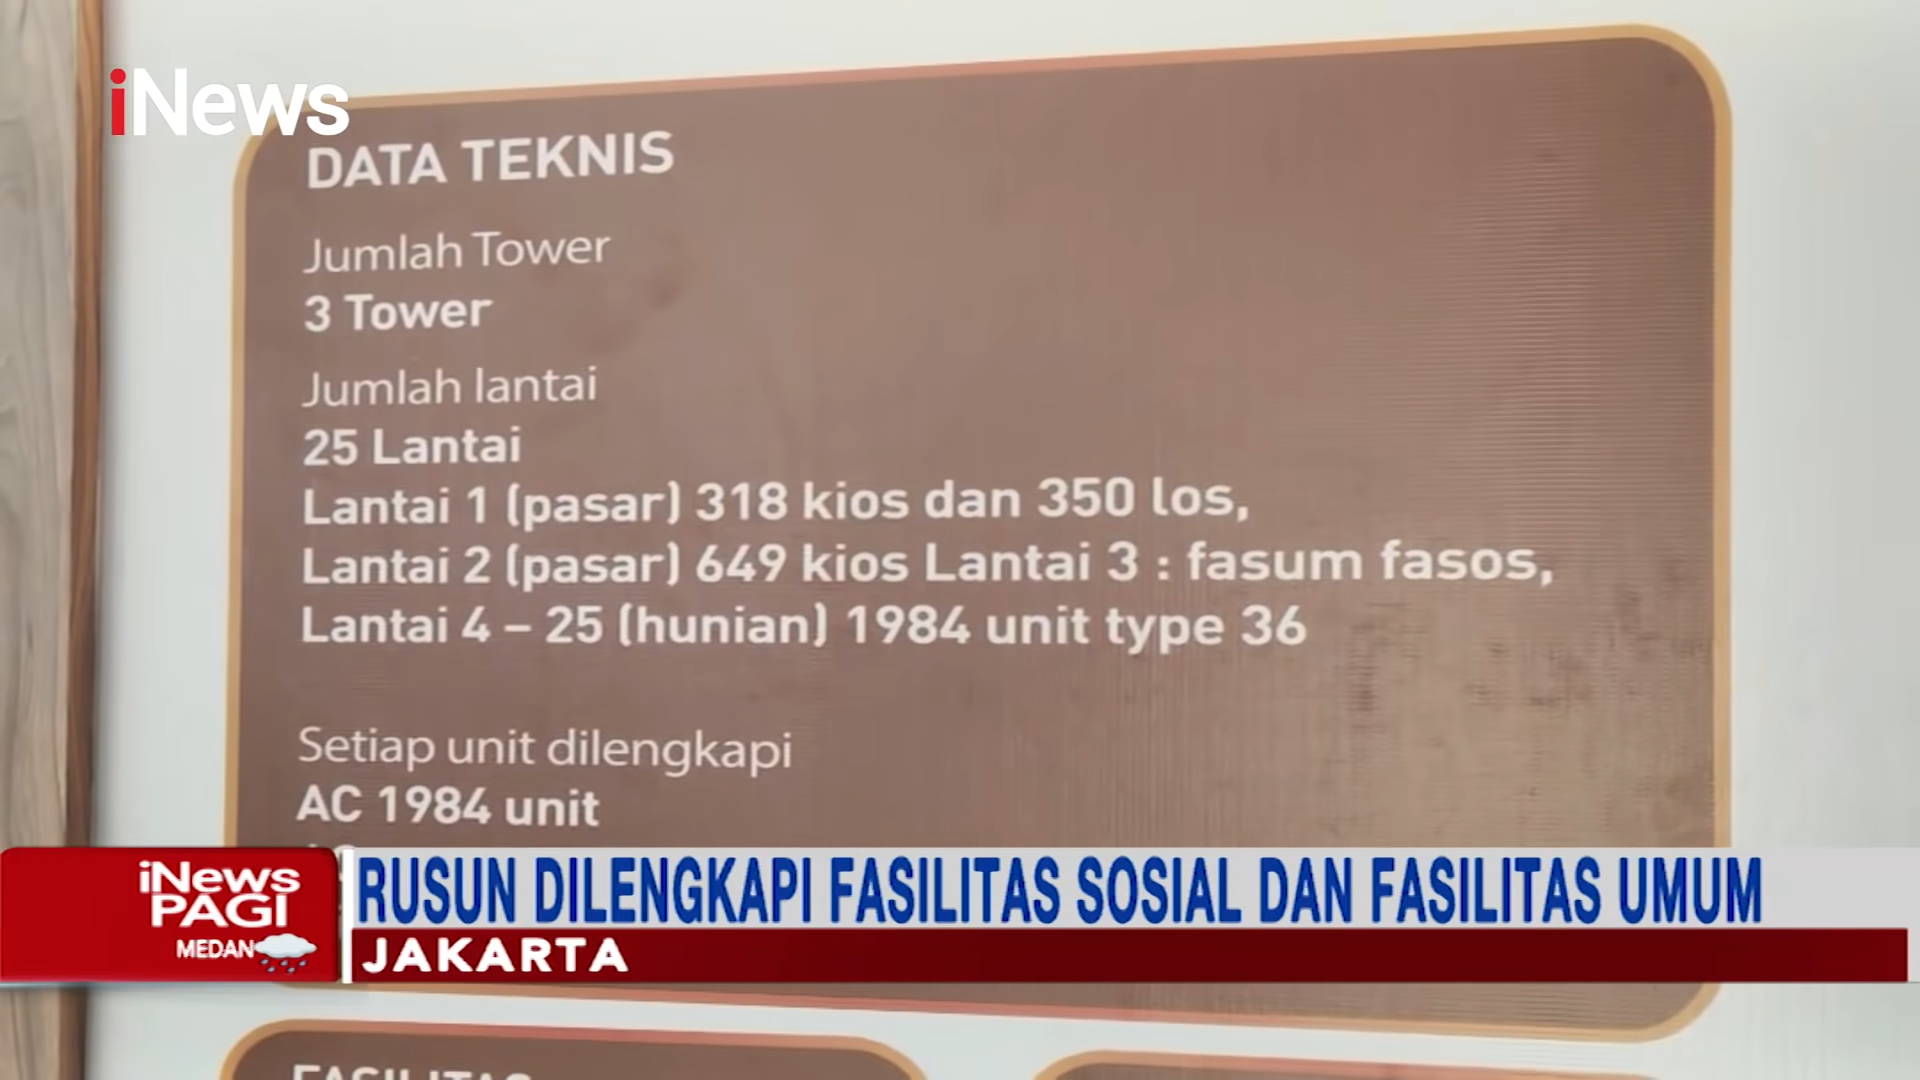 iNews
DATA TEKNIS
Jumlah Tower
3 Tower
Jumlah lantai
25 Lantai
Lantai 1 (pasar) 318 kios dan 350 los,
Lantai 2 (pasar) 649 kios Lantai 3 : fasum fasos,
Lantai 4 – 25 (hunian) 1984 unit type 36
Setiap unit dilengkapi
AC 1984 unit
iNews
PAGI
MEDAN
RUSUN DILENGKAPI FASILITAS SOSIAL DAN FASILITAS UMUM
JAKARTA
FASILITAS